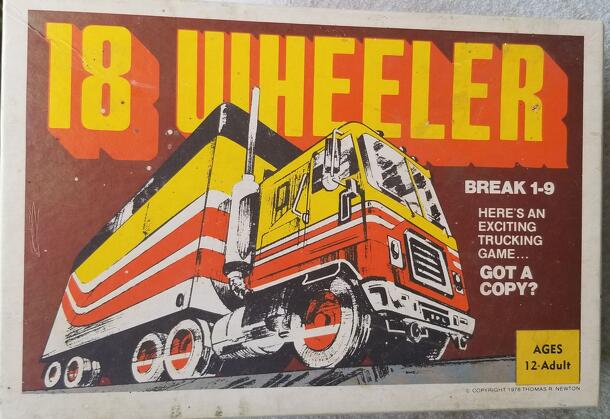 18 WHEELER
BREAK 1-9
HERE'S AN
EXCITING
TRUCKING
GAME...
GOT A
COPY?
AGES
12-Adult
© COPYRIGHT 1976 THOMAS R. NEWTON